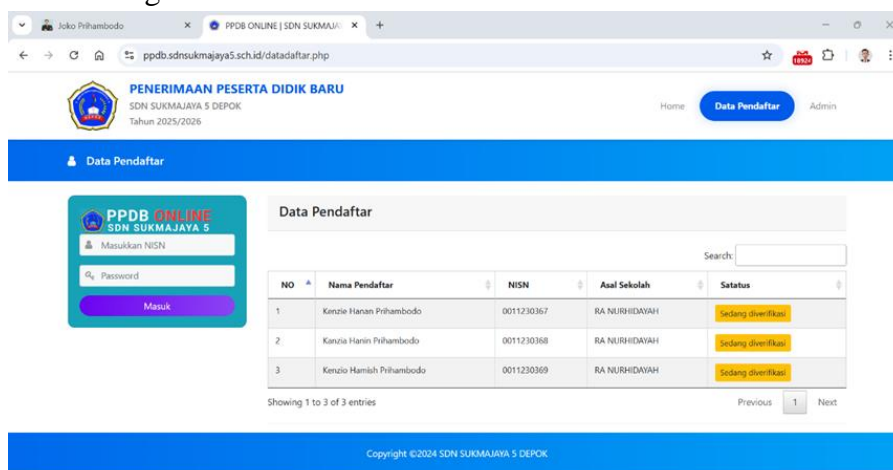 Joko Prihambodo
PPDB ONLINE | SDN SUKMAJA
ppdb.sdnsukmajaya5.sch.id/datadaftar.php
PENERIMAAN PESERTA DIDIK BARU
SDN SUKMAJAYA 5 DEPOK
Tahun 2025/2026
Home Data Pendaftar Admin
Data Pendaftar
PPDB ONLINE
SDN SUKMAJAYA 5
Masukkan NISN
Password
Masuk
Data Pendaftar
Search:
NO Nama Pendaftar NISN Asal Sekolah Satatus
1 Kenzie Hanan Prihambodo 0011230367 RA NURHIDAYAH Sedang diverifikasi
2 Kanzia Hanin Prihambodo 0011230368 RA NURHIDAYAH Sedang diverifikasi
3 Kenzio Hamish Prihambodo 0011230369 RA NURHIDAYAH Sedang diverifikasi
Showing 1 to 3 of 3 entries
Previous 1 Next
Copyright ©2024 SDN SUKMAJAYA 5 DEPOK